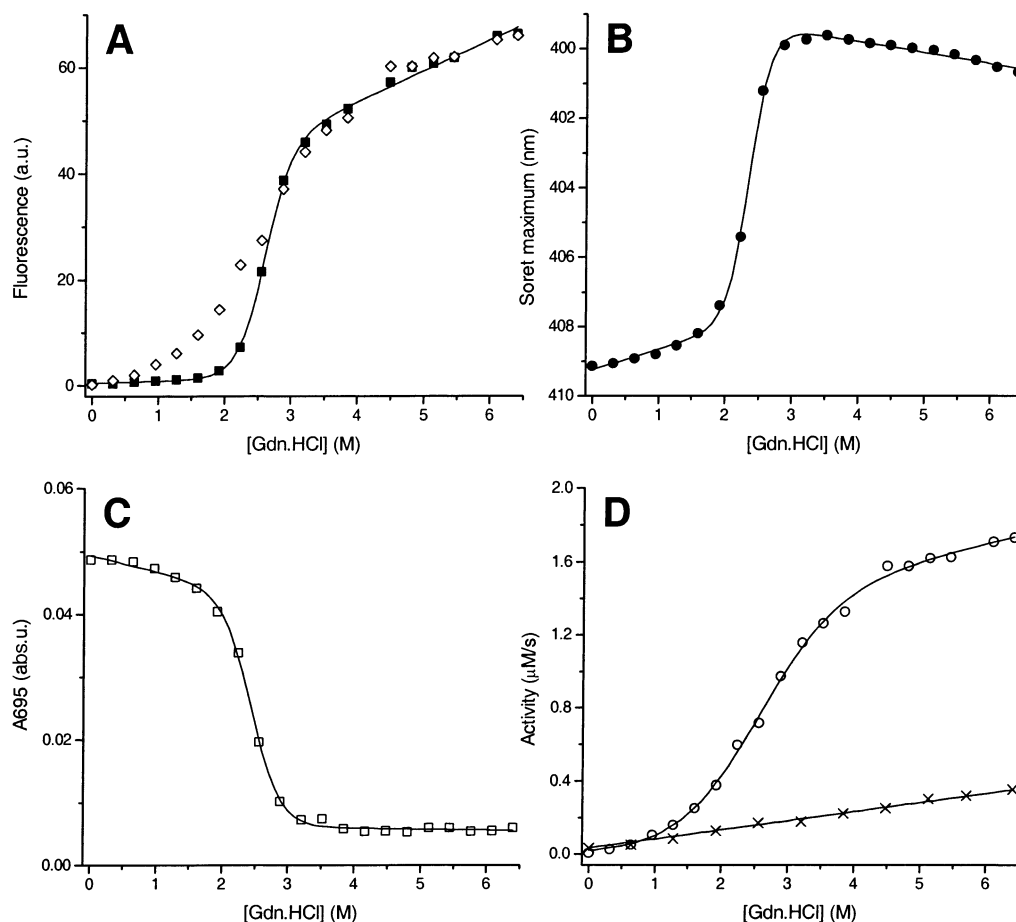 A
Fluorescence (a.u.)
60
40
20
0
0 1 2 3 4 5 6
[Gdn.HCl] (M)
B
Soret maximum (nm)
400
402
404
406
408
410
0 1 2 3 4 5 6
[Gdn.HCl] (M)
C
A695 (abs.u.)
0.06
0.04
0.02
0.00
0 1 2 3 4 5 6
[Gdn.HCl] (M)
D
Activity (μM/s)
2.0
1.6
1.2
0.8
0.4
0.0
0 1 2 3 4 5 6
[Gdn.HCl] (M)